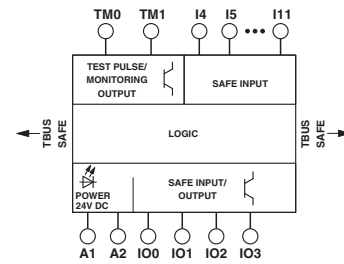 TM0 TM1 I4 I5 I11
TEST PULSE/
MONITORING
OUTPUT
SAFE INPUT
TBUS
SAFE
LOGIC
TBUS
SAFE
POWER
24V DC
SAFE INPUT/
OUTPUT
A1 A2 IO0 IO1 IO2 IO3